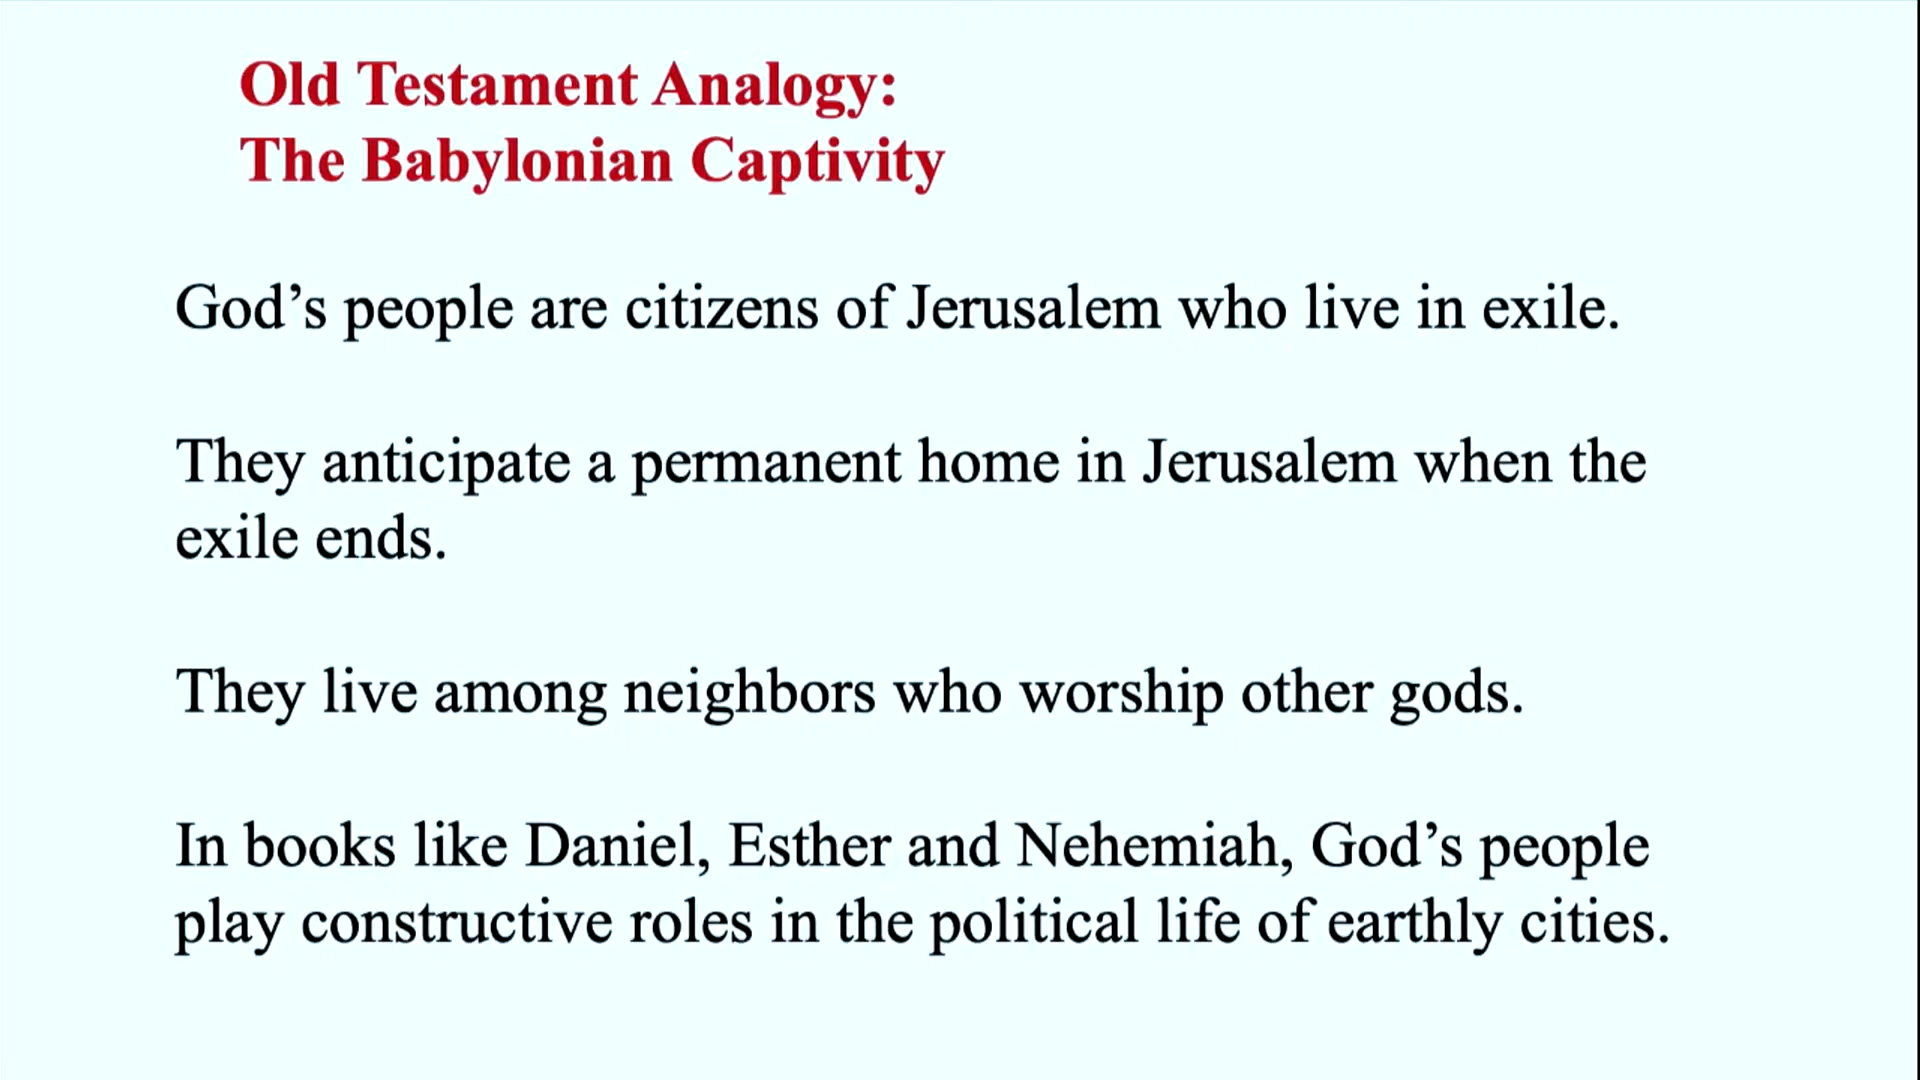 Old Testament Analogy:
The Babylonian Captivity
God’s people are citizens of Jerusalem who live in exile.
They anticipate a permanent home in Jerusalem when the
exile ends.
They live among neighbors who worship other gods.
In books like Daniel, Esther and Nehemiah, God’s people
play constructive roles in the political life of earthly cities.